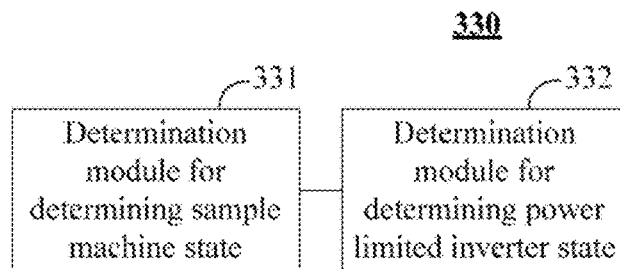 330
331
332
Determination
module for
determining sample
machine state
Determination
module for
determining power
limited inverter state